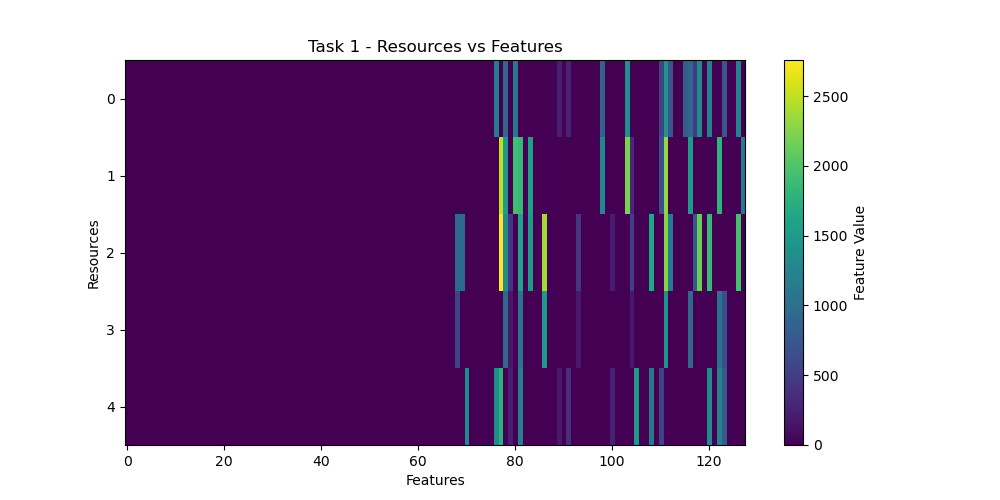 Task 1 - Resources vs Features
Resources
0
1
2
3
4
0 20 40 60 80 100 120
Features
2500
2000
1500
1000
500
0
Feature Value